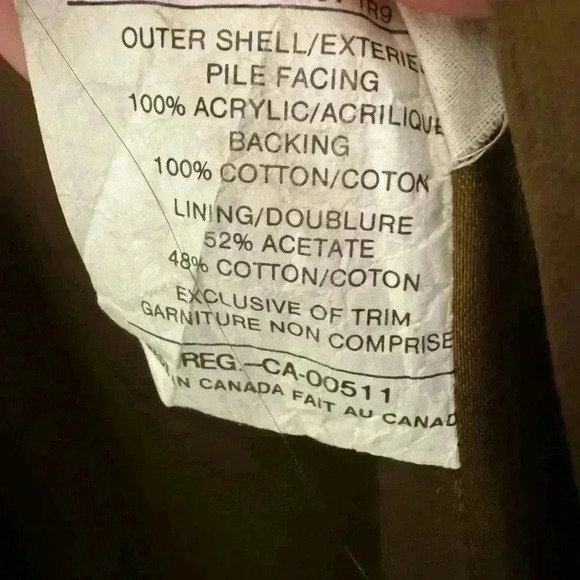 1R9
OUTER SHELL/EXTERIE
PILE FACING
100% ACRYLIC/ACRILIQUE
BACKING
100% COTTON/COTON
LINING/DOUBLURE
52% ACETATE
48% COTTON/COTON
EXCLUSIVE OF TRIM
GARNITURE NON COMPRISE
REG.-CA-00511
IN CANADA FAIT AU CANAD